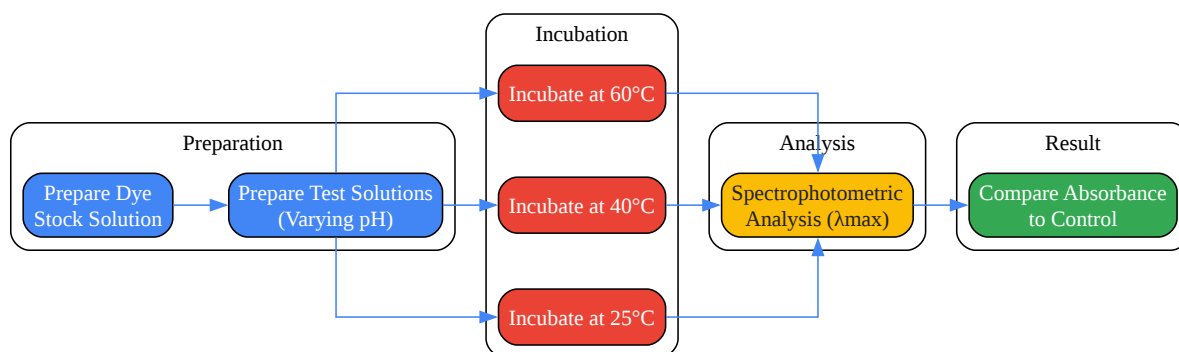 Preparation
Prepare Dye
Stock Solution
Prepare Test Solutions
(Varying pH)
Incubation
Incubate at 60°C
Incubate at 40°C
Incubate at 25°C
Analysis
Spectrophotometric
Analysis (λmax)
Result
Compare Absorbance
to Control